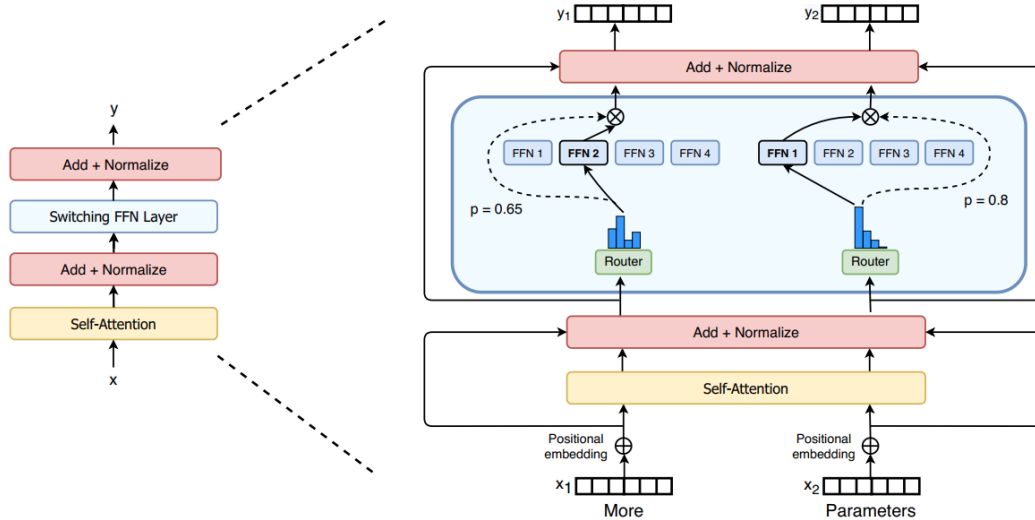 y
Add + Normalize
Switching FFN Layer
Add + Normalize
Self-Attention
x
y1 y2
Add + Normalize
FFN 1 FFN 2 FFN 3 FFN 4 FFN 1 FFN 2 FFN 3 FFN 4
p = 0.65 p = 0.8
Router Router
Add + Normalize
Self-Attention
Positional embedding Positional embedding
x1 x2
More Parameters